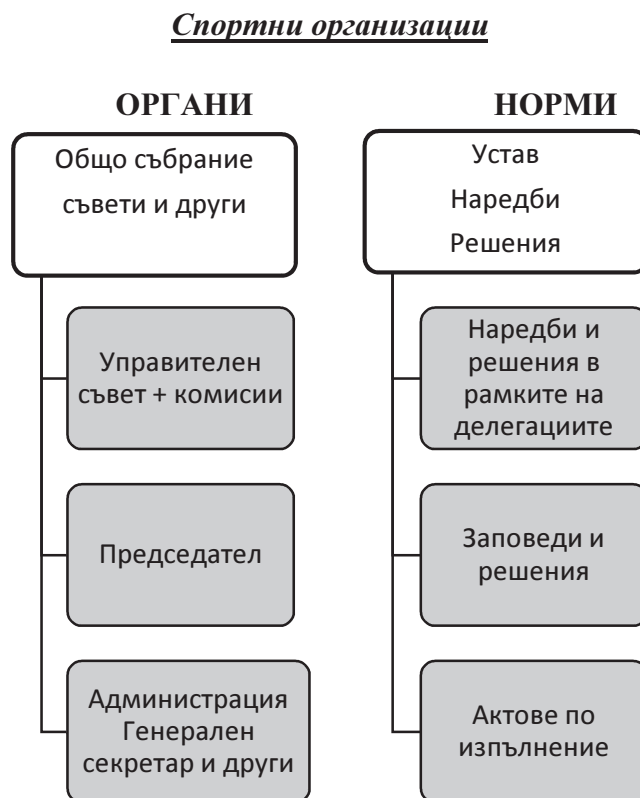 Спортни организации
ОРГАНИ
Общо събрание
съвети и други
Управителен
съвет + комисии
Председател
Администрация
Генерален
секретар и други
НОРМИ
Устав
Наредби
Решения
Наредби и
решения в
рамките на
делегациите
Заповеди и
решения
Актове по
изпълнение